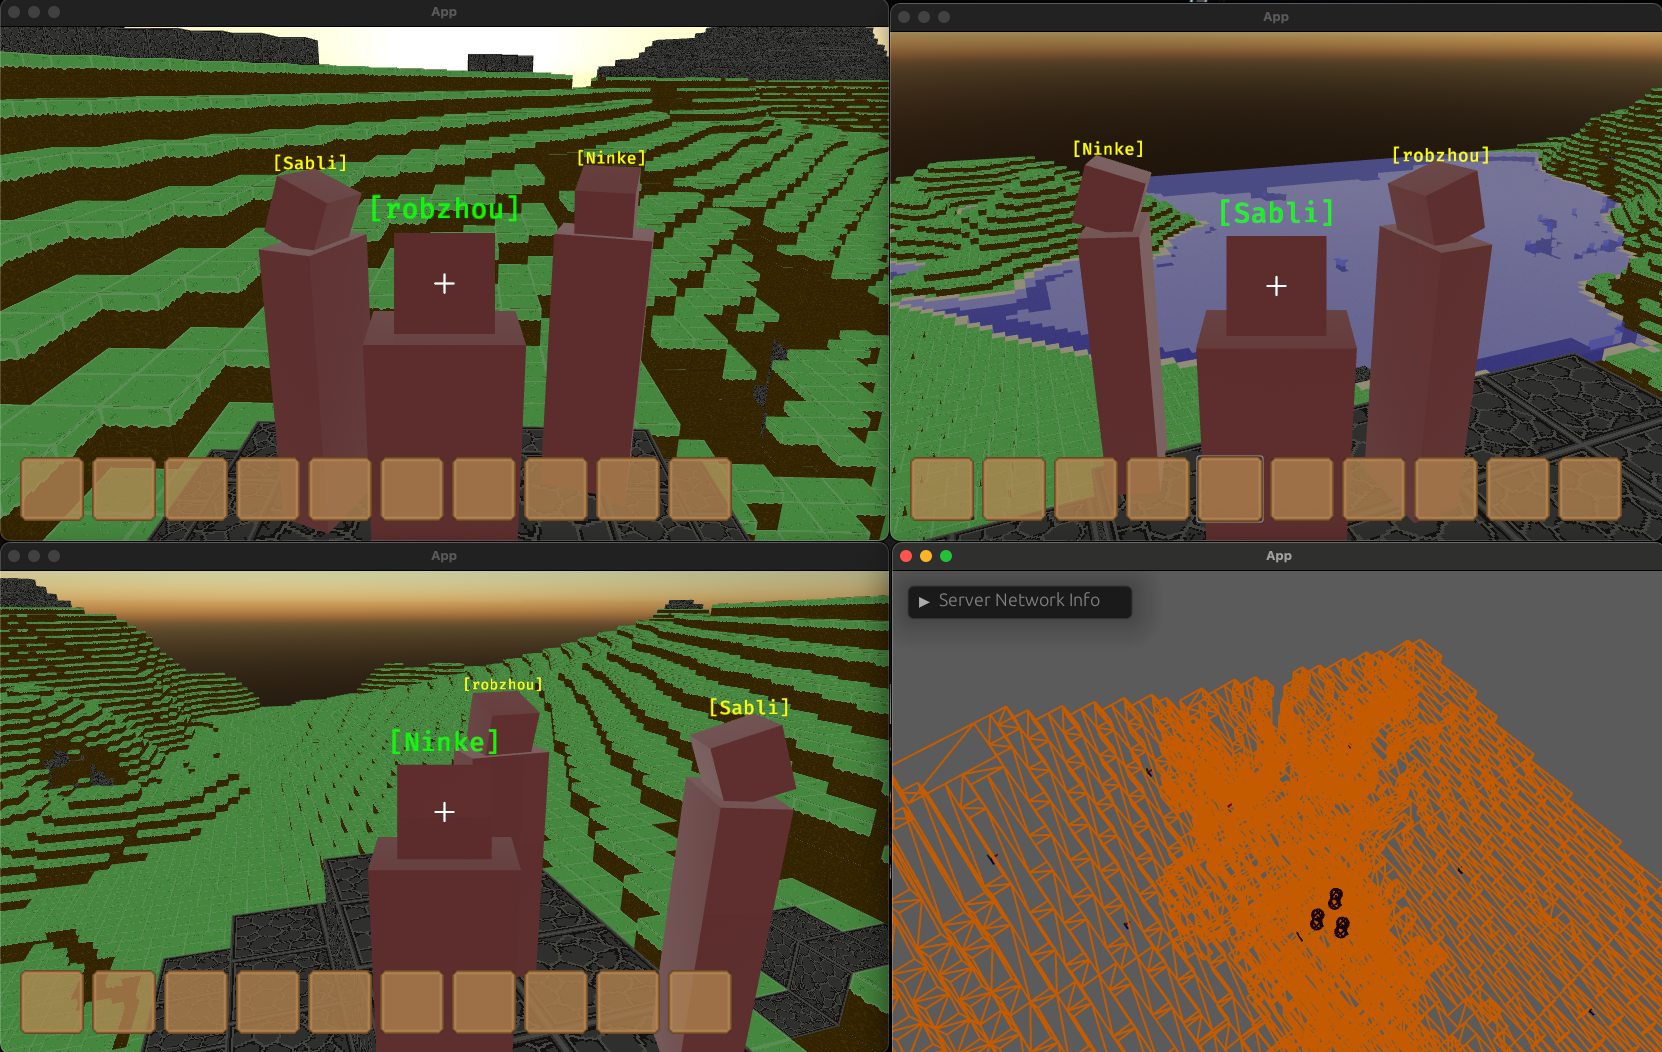 App
[Sabli]
[Ninke]
[robzhou]
App
[Ninke]
[robzhou]
[Sabli]
App
[robzhou]
[Sabli]
[Ninke]
App
▶ Server Network Info